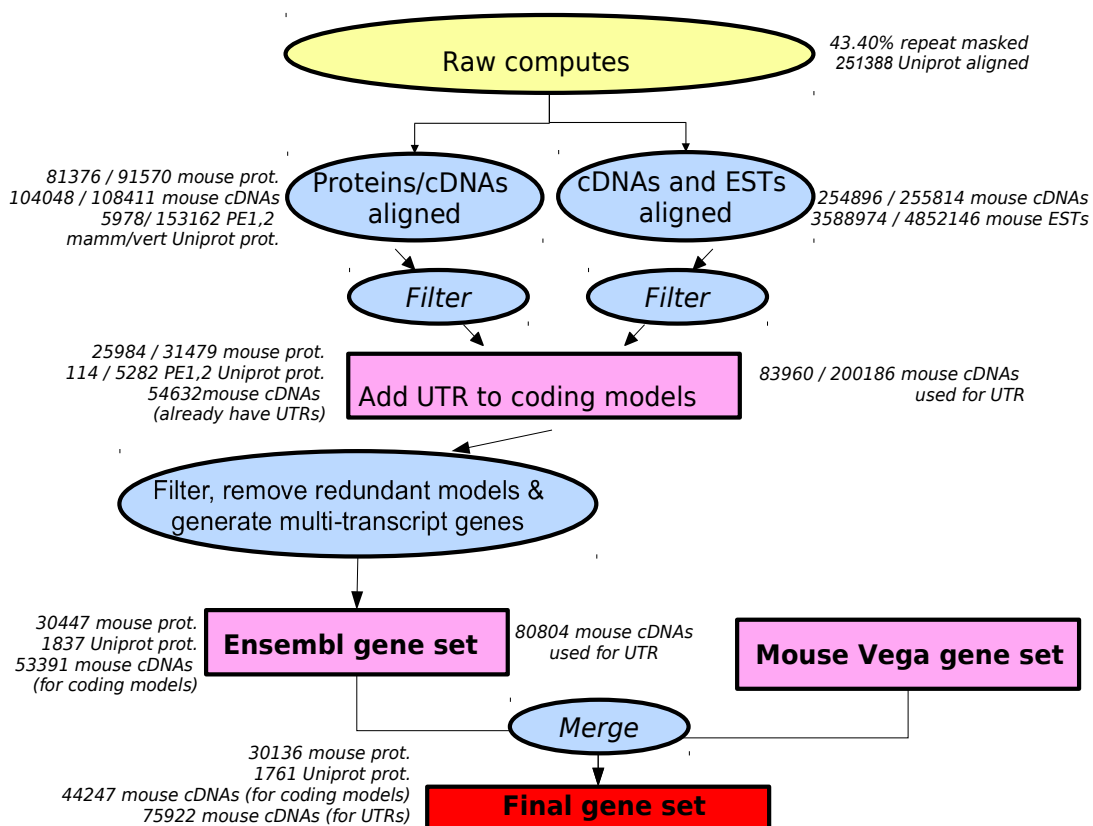 Raw computes
43.40% repeat masked
251388 Uniprot aligned
81376 / 91570 mouse prot.
104048 / 108411 mouse cDNAs
5978/ 153162 PE1,2
mamm/vert Uniprot prot.
Proteins/cDNAs
aligned
cDNAs and ESTs
aligned
254896 / 255814 mouse cDNAs
3588974 / 4852146 mouse ESTs
Filter
Filter
25984 / 31479 mouse prot.
114 / 5282 PE1,2 Uniprot prot.
54632mouse cDNAs
(already have UTRs)
Add UTR to coding models
83960 / 200186 mouse cDNAs
used for UTR
Filter, remove redundant models &
generate multi-transcript genes
30447 mouse prot.
1837 Uniprot prot.
53391 mouse cDNAs
(for coding models)
Ensembl gene set
80804 mouse cDNAs
used for UTR
Mouse Vega gene set
Merge
30136 mouse prot.
1761 Uniprot prot.
44247 mouse cDNAs (for coding models)
75922 mouse cDNAs (for UTRs)
Final gene set